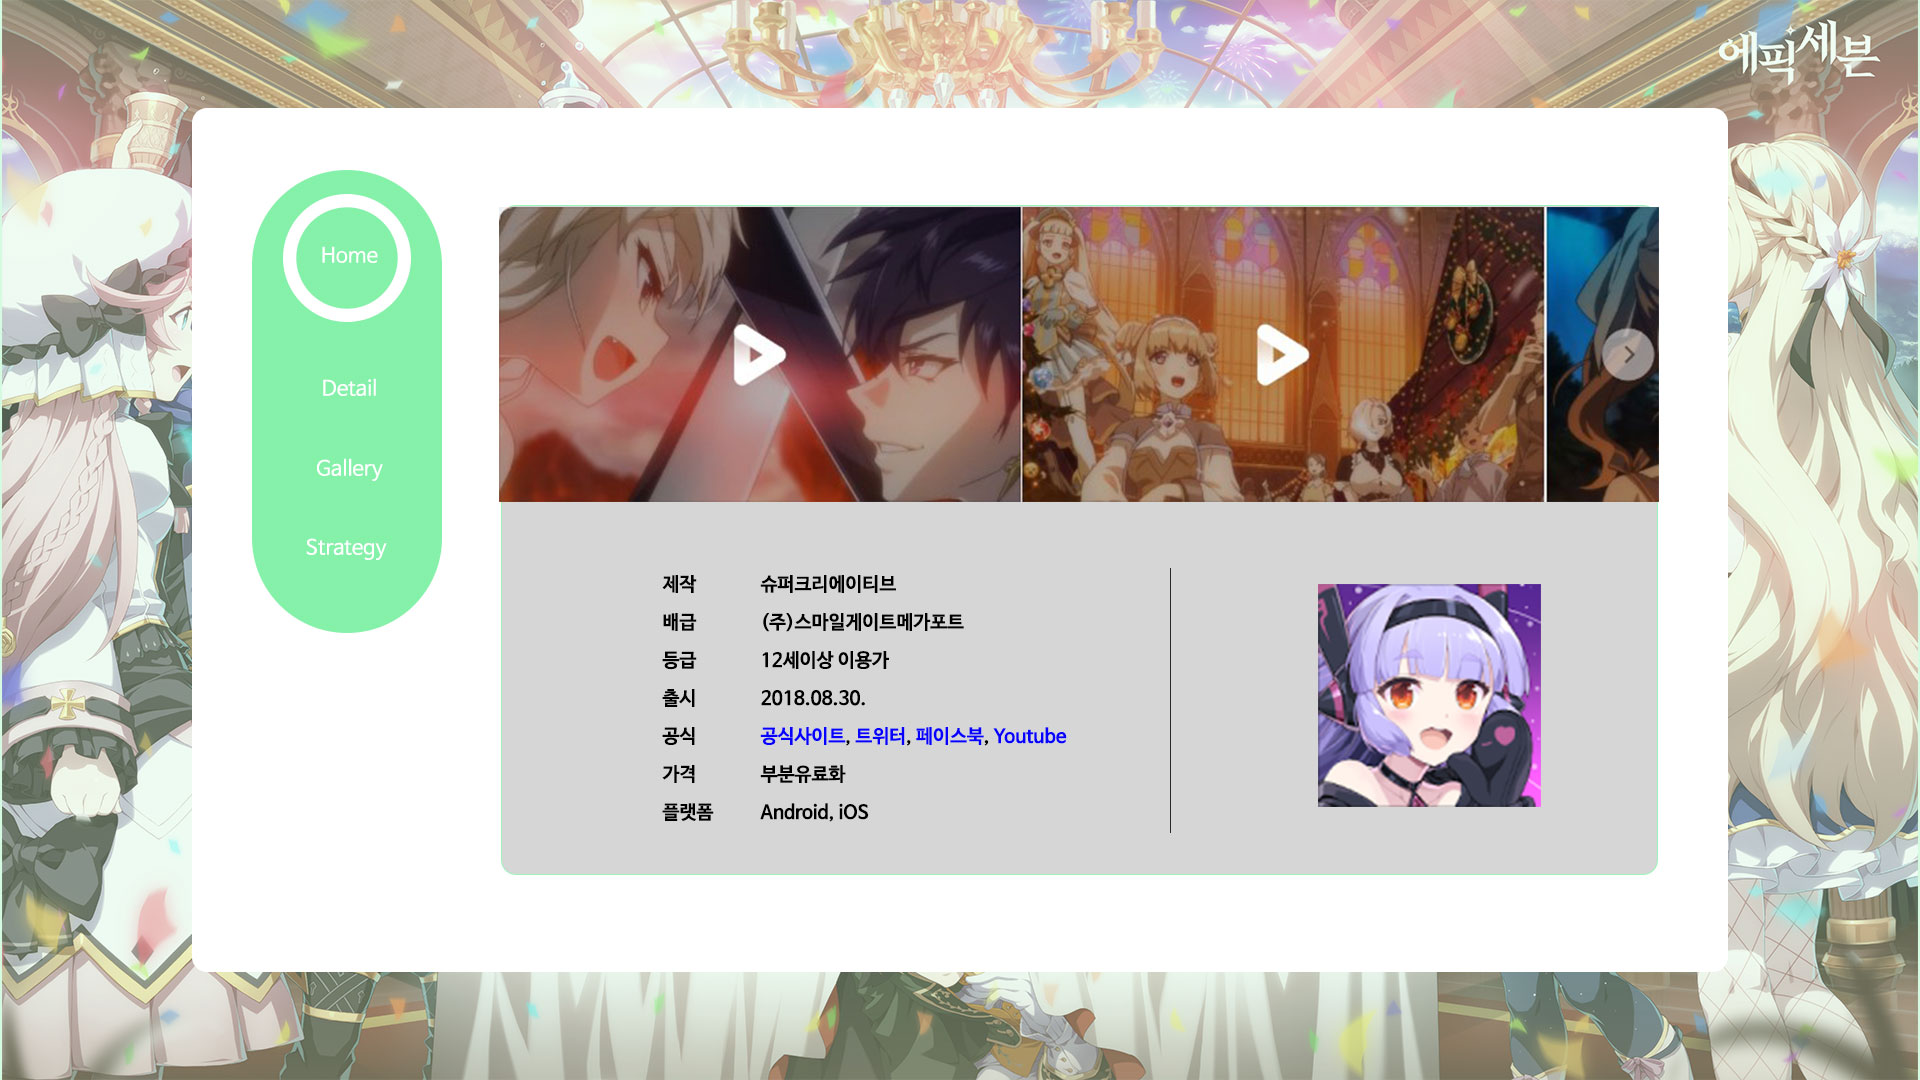 에픽세븐
Home
Detail
Gallery
Strategy
제작 슈퍼크리에이티브
배급 (주)스마일게이트메가포트
등급 12세이상 이용가
출시 2018.08.30.
공식 공식사이트, 트위터, 페이스북, Youtube
가격 부분유료화
플랫폼 Android, iOS